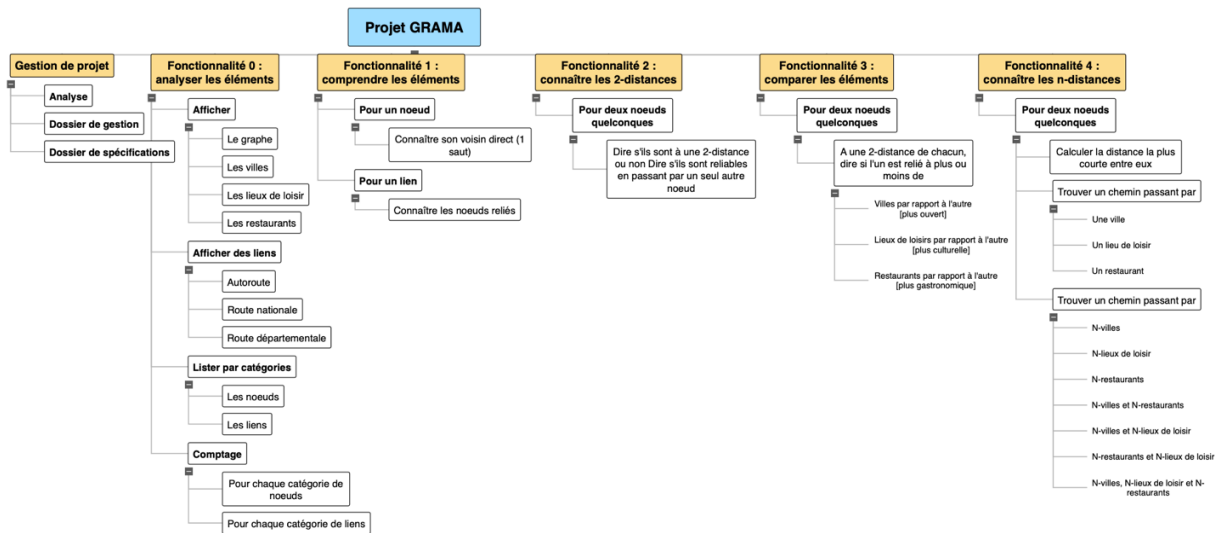 Projet GRAMA
Gestion de projet
Analyse
Dossier de gestion
Dossier de spécifications
Fonctionnalité 0 :
analyser les éléments
Afficher
Le graphe
Les villes
Les lieux de loisir
Les restaurants
Afficher des liens
Autoroute
Route nationale
Route départementale
Lister par catégories
Les noeuds
Les liens
Comptage
Pour chaque catégorie de
noeuds
Pour chaque catégorie de liens
Fonctionnalité 1 :
comprendre les éléments
Pour un noeud
Connaître son voisin direct (1
saut)
Pour un lien
Connaître les noeuds reliés
Fonctionnalité 2 :
connaître les 2-distances
Pour deux noeuds
quelconques
Dire s'ils sont à une 2-distance
ou non Dire s'ils sont reliables
en passant par un seul autre
noeud
Fonctionnalité 3 :
comparer les éléments
Pour deux noeuds
quelconques
A une 2-distance de chacun,
dire si l'un est relié à plus ou
moins de
Villes par rapport à l'autre
[plus ouvert]
Lieux de loisirs par rapport à l'autre
[plus culturelle]
Restaurants par rapport à l'autre
[plus gastronomique]
Fonctionnalité 4 :
connaître les n-distances
Pour deux noeuds
quelconques
Calculer la distance la plus
courte entre eux
Trouver un chemin passant par
Une ville
Un lieu de loisir
Un restaurant
Trouver un chemin passant par
N-villes
N-lieux de loisir
N-restaurants
N-villes et N-restaurants
N-villes et N-lieux de loisir
N-restaurants et N-lieux de loisir
N-villes, N-lieux de loisir et N-
restaurants